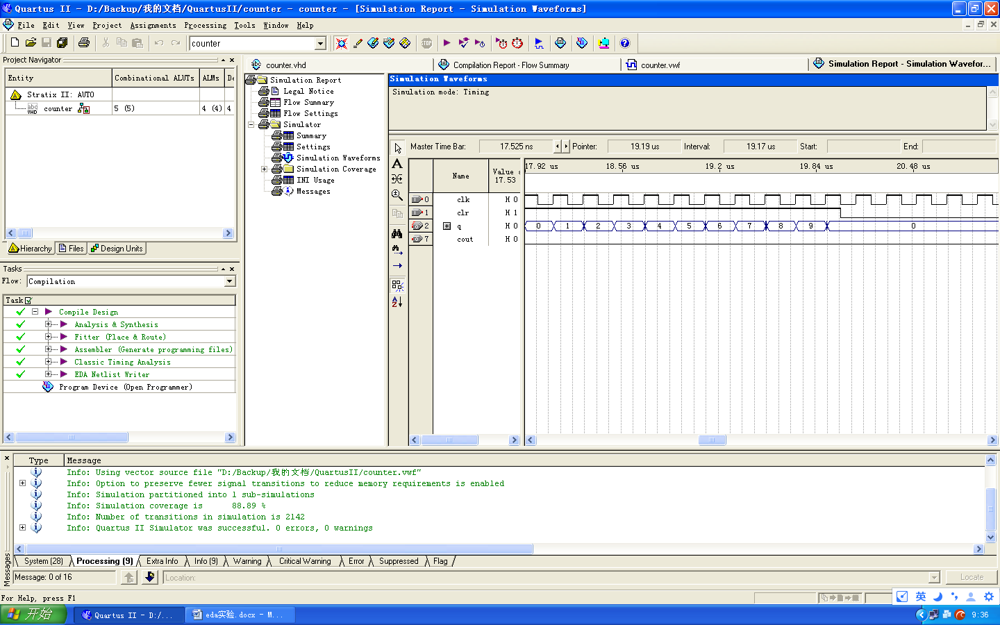 Quartus II - D:/Backup/我的文档/QuartusII/counter - counter - [Simulation Report - Simulation Waveforms]
File Edit View Project Assignments Processing Tools Window Help
counter
Project Navigator
Entity Combinational ALUTs ALMs De
Stratix II: AUTO
counter 5 (5) 4 (4) 4
Hierarchy Files Design Units
Tasks
Flow: Compilation
Task
Compile Design
Analysis & Synthesis
Fitter (Place & Route)
Assembler (Generate programming files)
Classic Timing Analysis
EDA Netlist Writer
Program Device (Open Programmer)
counter.vhd Compilation Report - Flow Summary counter.vwf Simulation Report - Simulation Wavefor...
Simulation Report
Legal Notice
Flow Summary
Flow Settings
Simulator
Summary
Settings
Simulation Waveforms
Simulation Coverage
INI Usage
Messages
Simulation Waveforms
Simulation mode: Timing
Master Time Bar: 17.525 ns Pointer: 19.19 us Interval: 19.17 us Start: End:
Name Value
17.53
17.92 us 18.56 us 19.2 us 19.84 us 20.48 us
0 clk H 0
1 clr H 1
2 q H 0 0 1 2 3 4 5 6 7 8 9 0
7 cout H 0
Type Message
Info: Using vector source file "D:/Backup/我的文档/QuartusII/counter.vwf"
Info: Option to preserve fewer signal transitions to reduce memory requirements is enabled
Info: Simulation partitioned into 1 sub-simulations
Info: Simulation coverage is 88.89 %
Info: Number of transitions in simulation is 2142
Info: Quartus II Simulator was successful. 0 errors, 0 warnings
Messages
System (28) Processing (9) Extra Info Info (9) Warning Critical Warning Error Suppressed Flag
Message: 0 of 16 Location: Locate
For Help, press F1
英
开始 Quartus II - D:/... eda实验.docx - M... 9:36